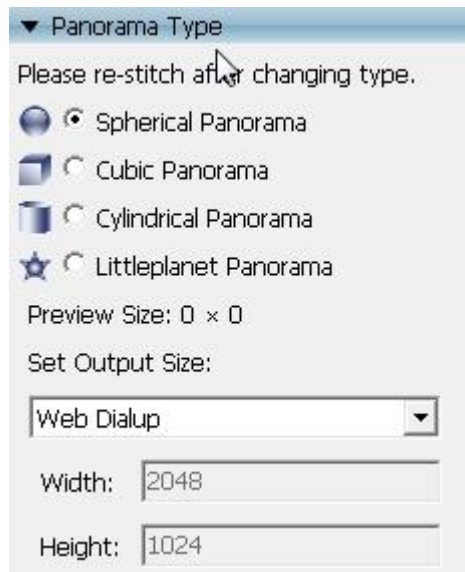 Panorama Type
Please re-stitch after changing type.
Spherical Panorama
Cubic Panorama
Cylindrical Panorama
Littleplanet Panorama
Preview Size: 0 × 0
Set Output Size:
Web Dialup
Width: 2048
Height: 1024